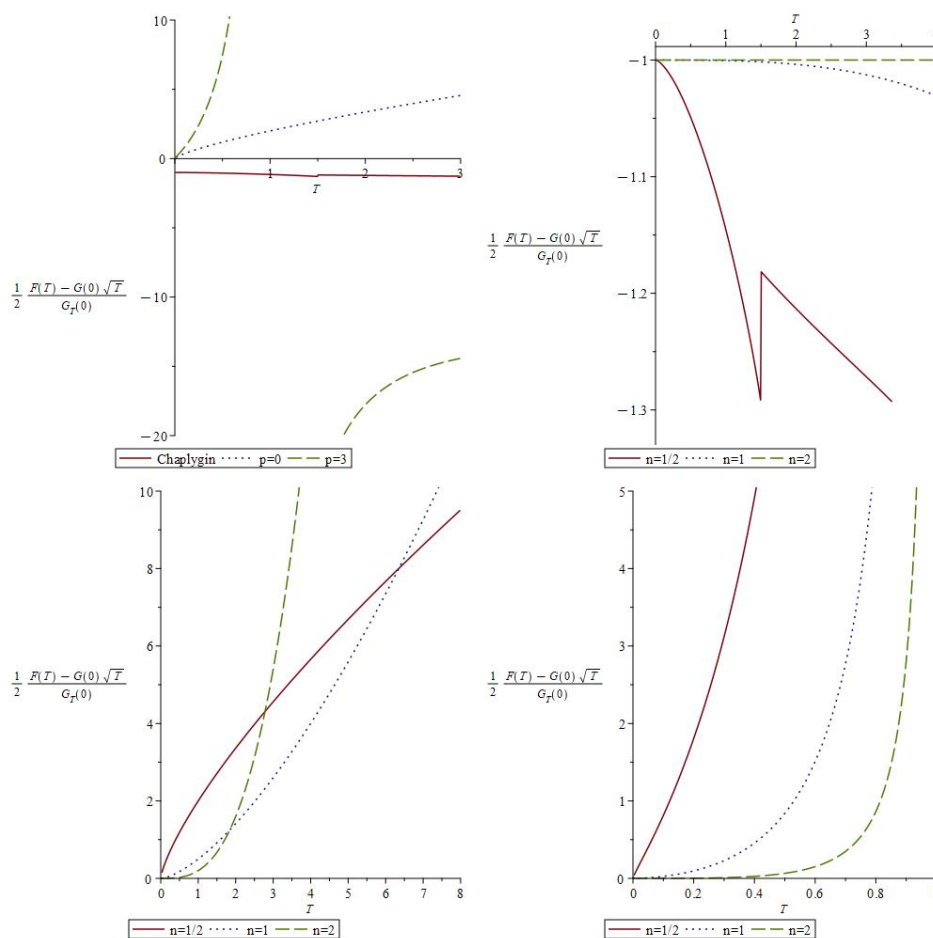 10
0
−10
−20
1
2
3
T
1/2 (F(T) − G(0) √T) / G_T(0)
Chaplygin p=0 p=3
T
0 1 2 3
−1
−1.1
−1.2
−1.3
1/2 (F(T) − G(0) √T) / G_T(0)
n=1/2 n=1 n=2
10
8
6
4
2
0
0 1 2 3 4 5 6 7 8
T
1/2 (F(T) − G(0) √T) / G_T(0)
n=1/2 n=1 n=2
5
4
3
2
1
0
0 0.2 0.4 0.6 0.8
T
1/2 (F(T) − G(0) √T) / G_T(0)
n=1/2 n=1 n=2